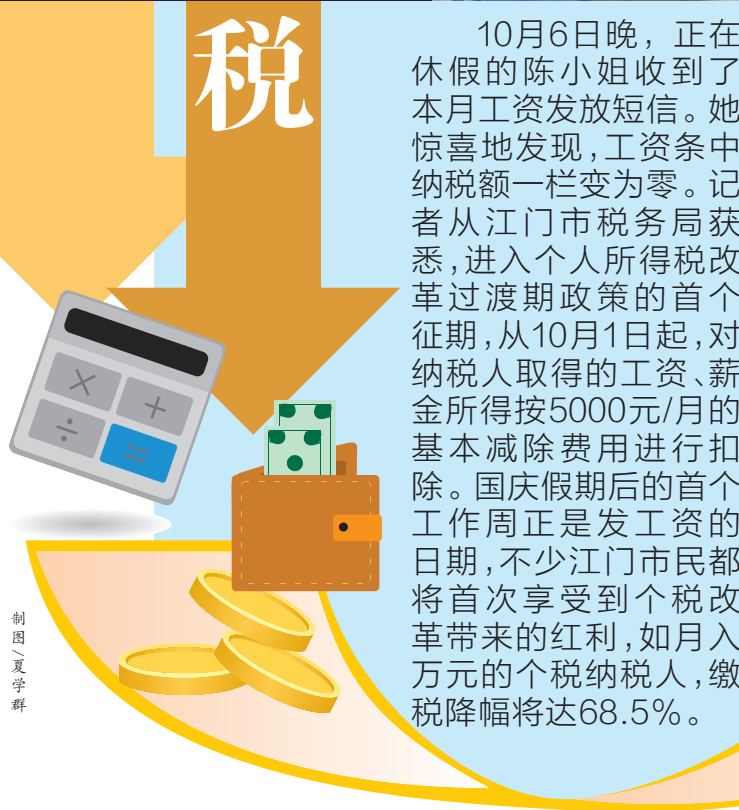 税
10月6日晚，正在
休假的陈小姐收到了
本月工资发放短信。她
惊喜地发现，工资条中
纳税额一栏变为零。记
者从江门市税务局获
悉，进入个人所得税改
革过渡期政策的首个
征期，从10月1日起，对
纳税人取得的工资、薪
金所得按5000元/月的
基本减除费用进行扣
除。国庆假期后的首个
工作周正是发工资的
日期，不少江门市民都
将首次享受到个税改
革带来的红利，如月入
万元的个税纳税人，缴
税降幅将达68.5%。
制图/夏学群